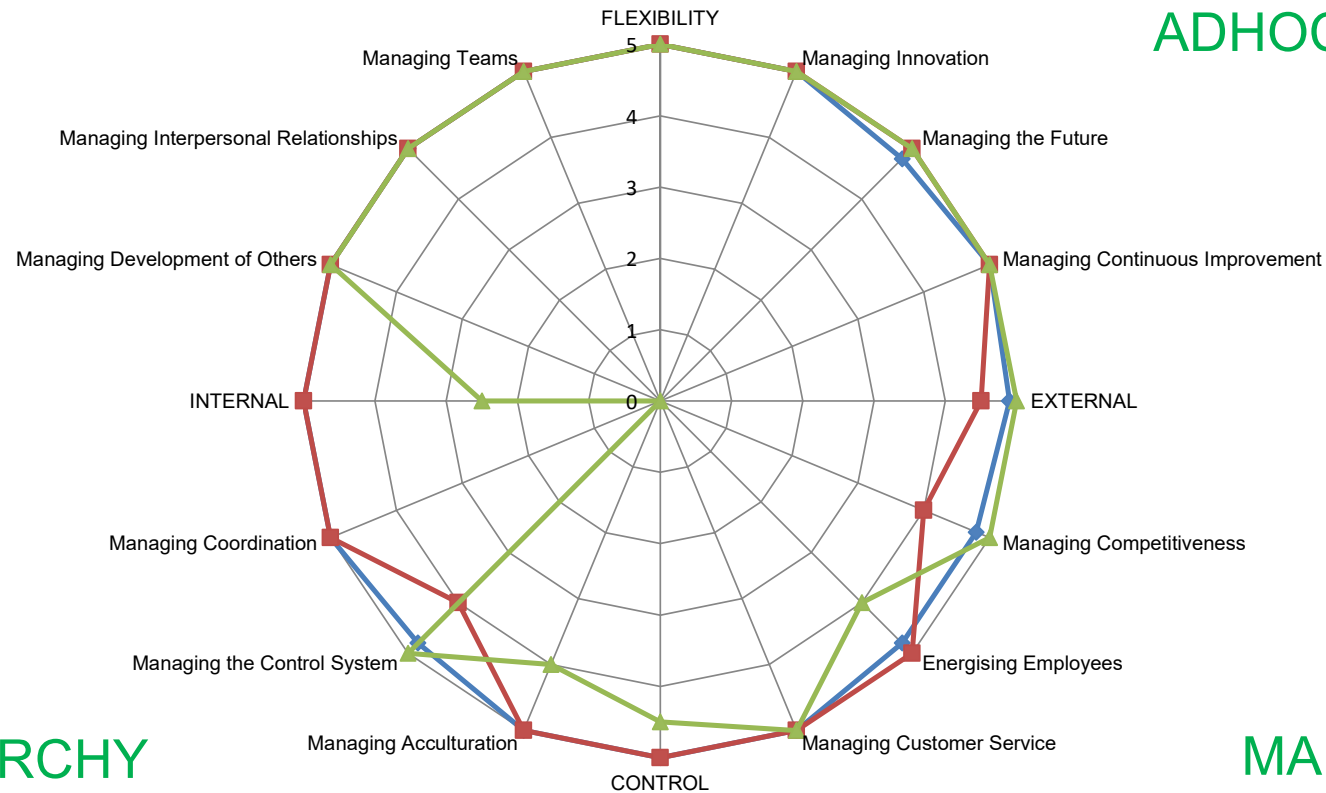 FLEXIBILITY
ADHOC
5
Managing Teams
Managing Innovation
4
Managing Interpersonal Relationships
Managing the Future
3
2
Managing Development of Others
Managing Continuous Improvement
1
INTERNAL
0
EXTERNAL
Managing Coordination
Managing Competitiveness
Managing the Control System
Energising Employees
Managing Acculturation
Managing Customer Service
RCHY
MA
CONTROL